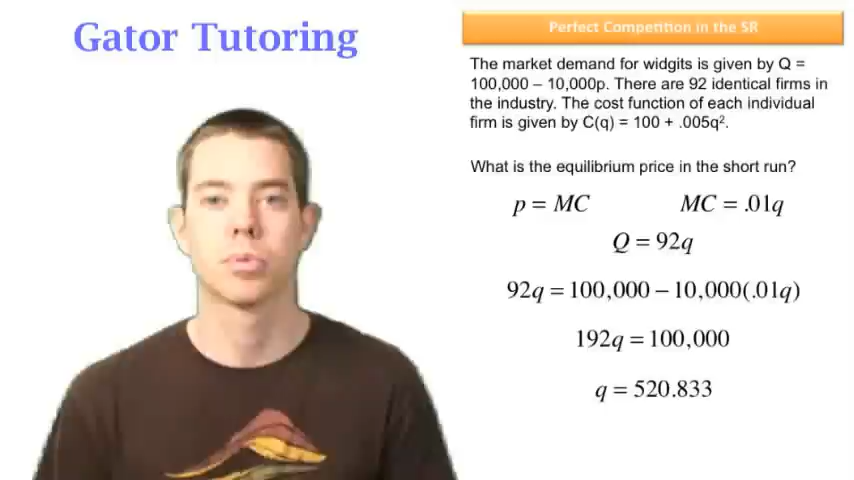 Gator Tutoring
Perfect Competition in the SR
The market demand for widgits is given by Q =
100,000 – 10,000p. There are 92 identical firms in
the industry. The cost function of each individual
firm is given by C(q) = 100 + .005q².
What is the equilibrium price in the short run?
p = MC MC = .01q
Q = 92q
92q = 100,000 − 10,000(.01q)
192q = 100,000
q = 520.833